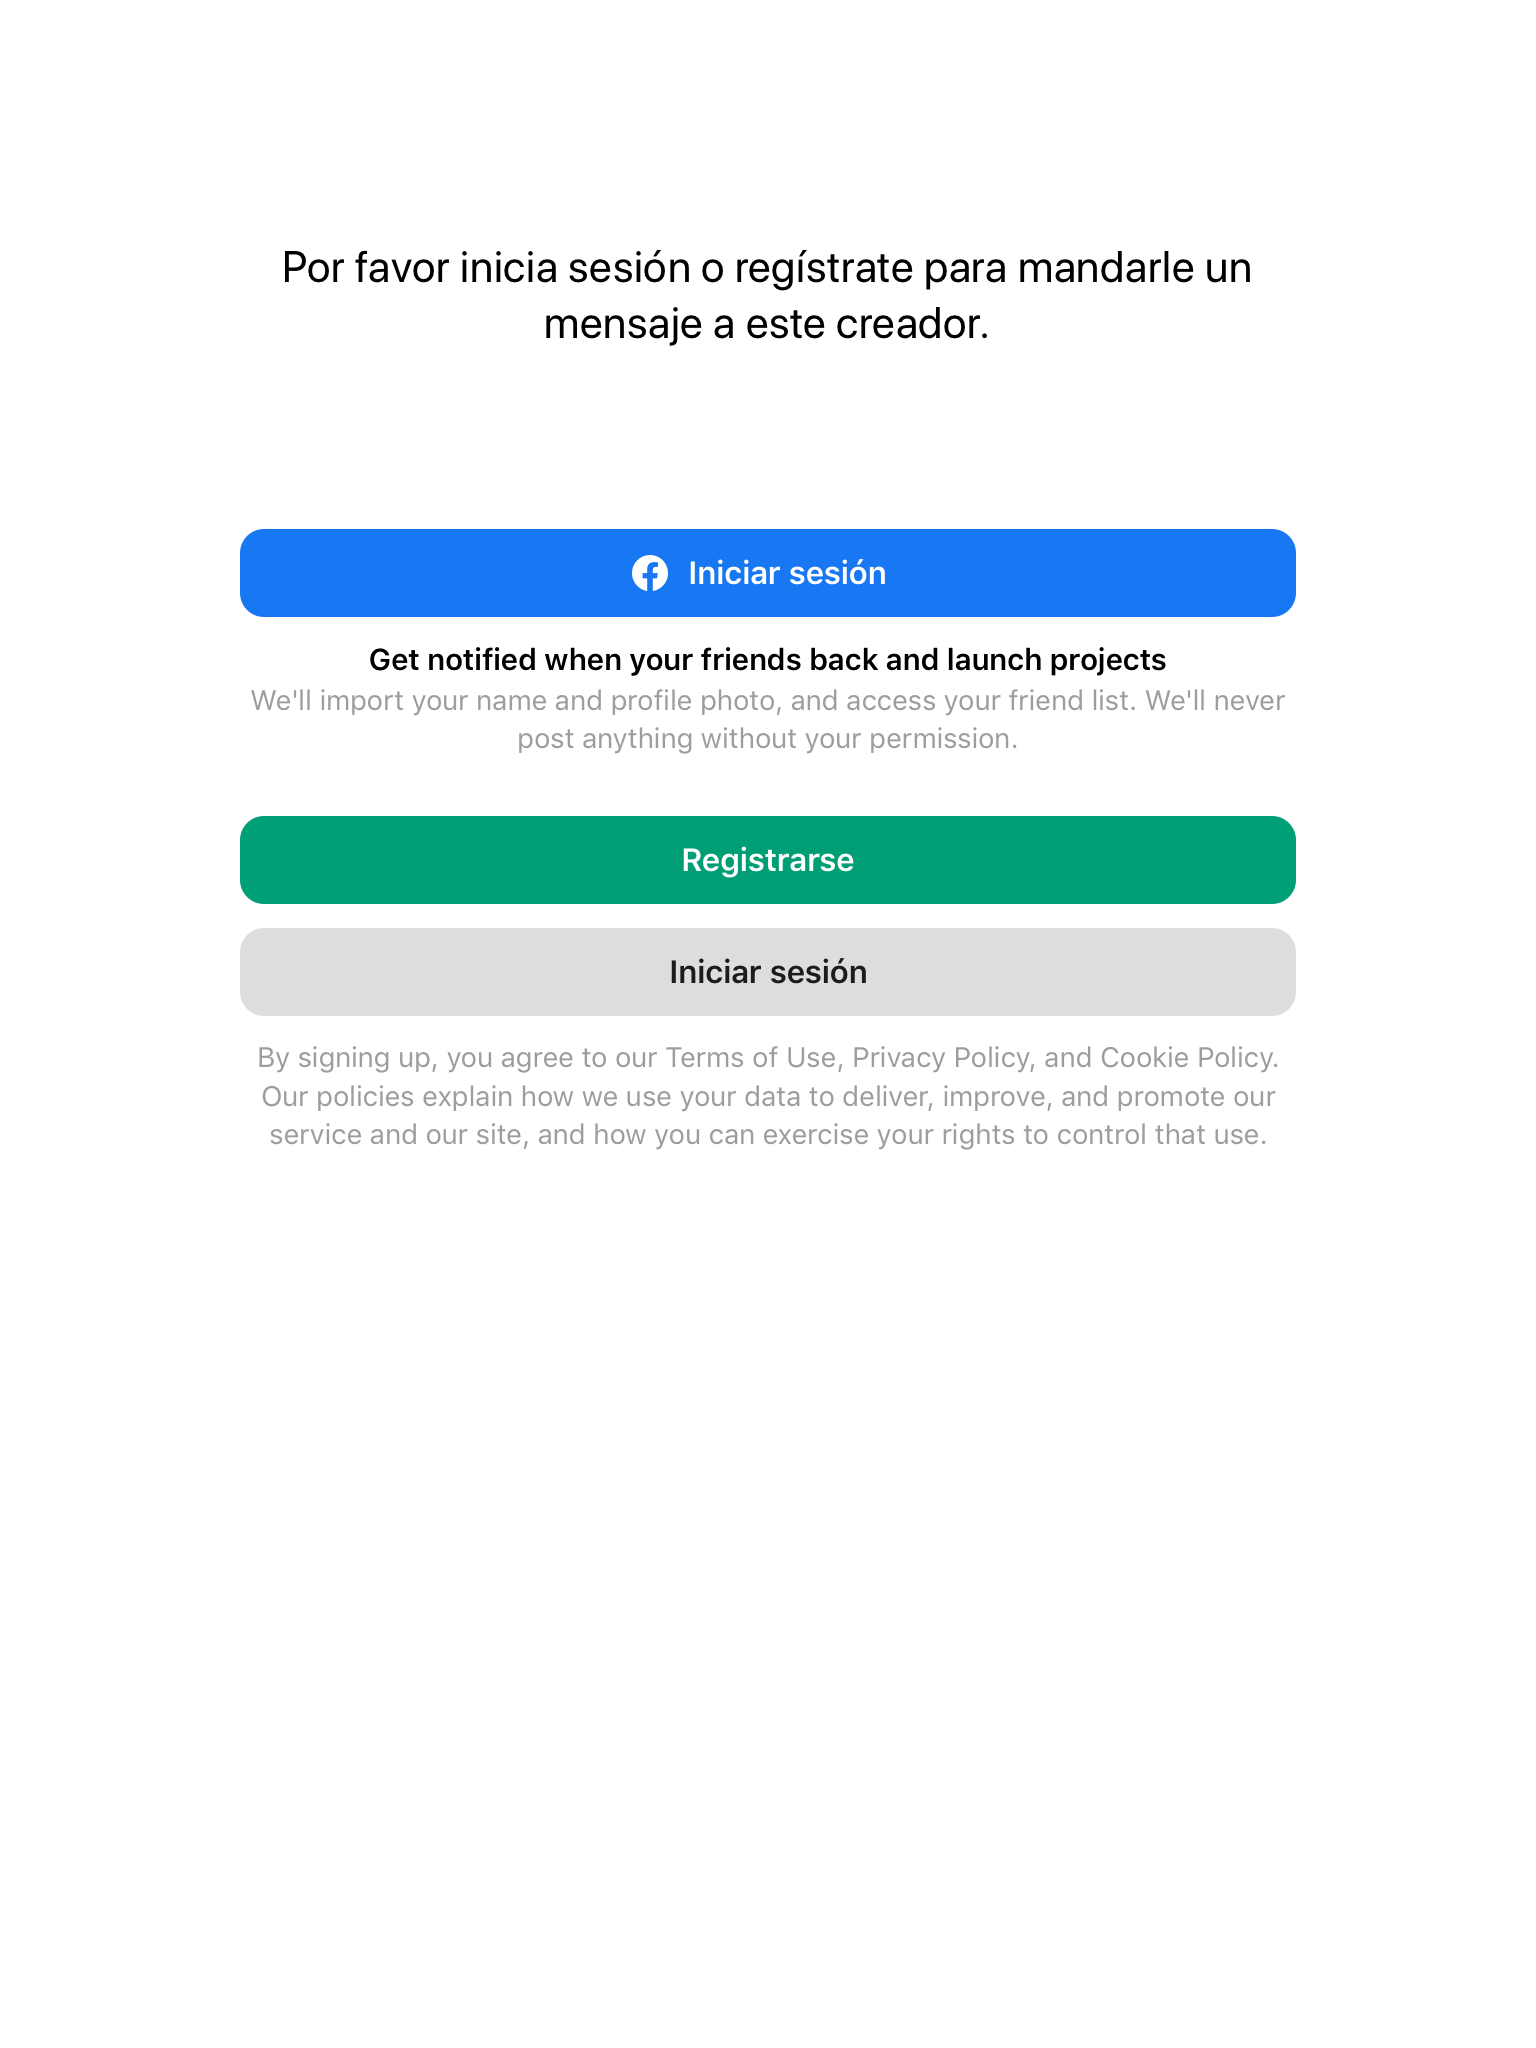 Por favor inicia sesión o regístrate para mandarle un
mensaje a este creador.
Iniciar sesión
Get notified when your friends back and launch projects
We'll import your name and profile photo, and access your friend list. We'll never
post anything without your permission.
Registrarse
Iniciar sesión
By signing up, you agree to our Terms of Use, Privacy Policy, and Cookie Policy.
Our policies explain how we use your data to deliver, improve, and promote our
service and our site, and how you can exercise your rights to control that use.